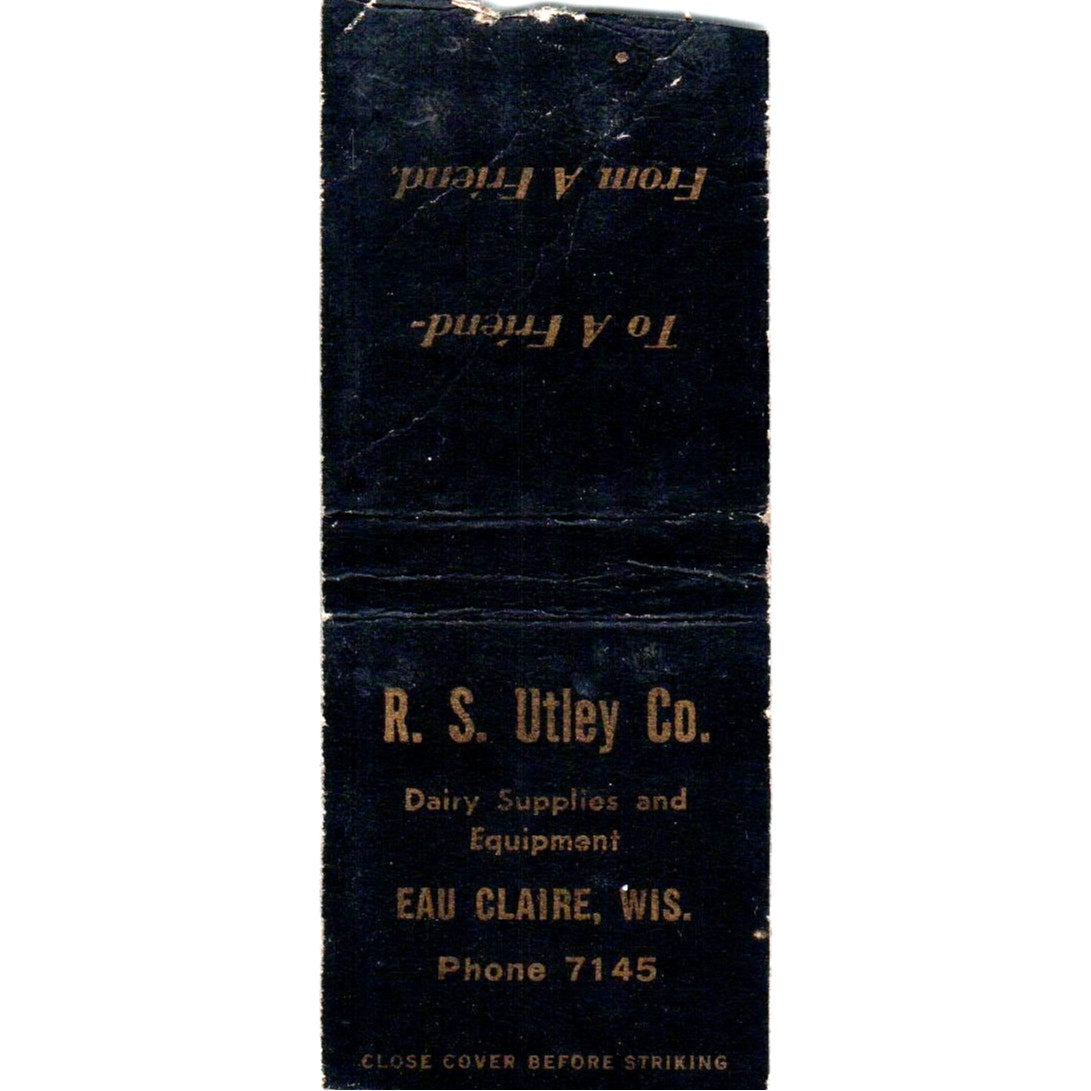 To A Friend-
From A Friend.
R. S. Utley Co.
Dairy Supplies and
Equipment
EAU CLAIRE, WIS.
Phone 7145
CLOSE COVER BEFORE STRIKING